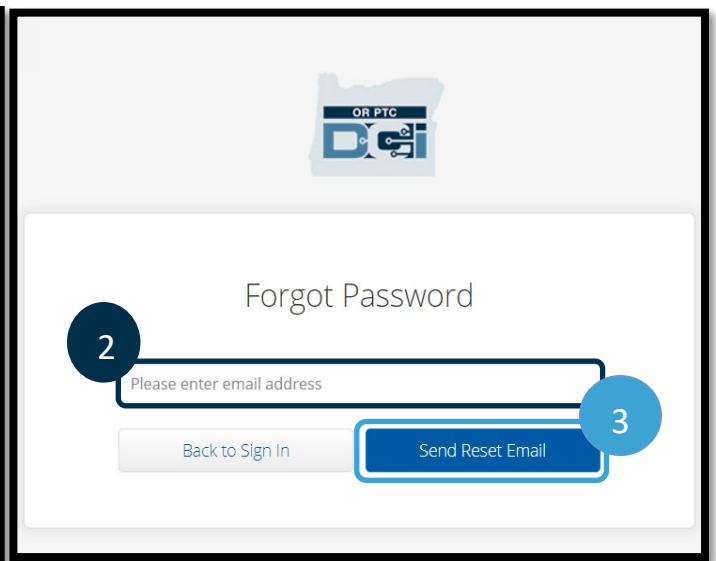 OR PTC
DCi
Forgot Password
2
Please enter email address
3
Back to Sign In
Send Reset Email